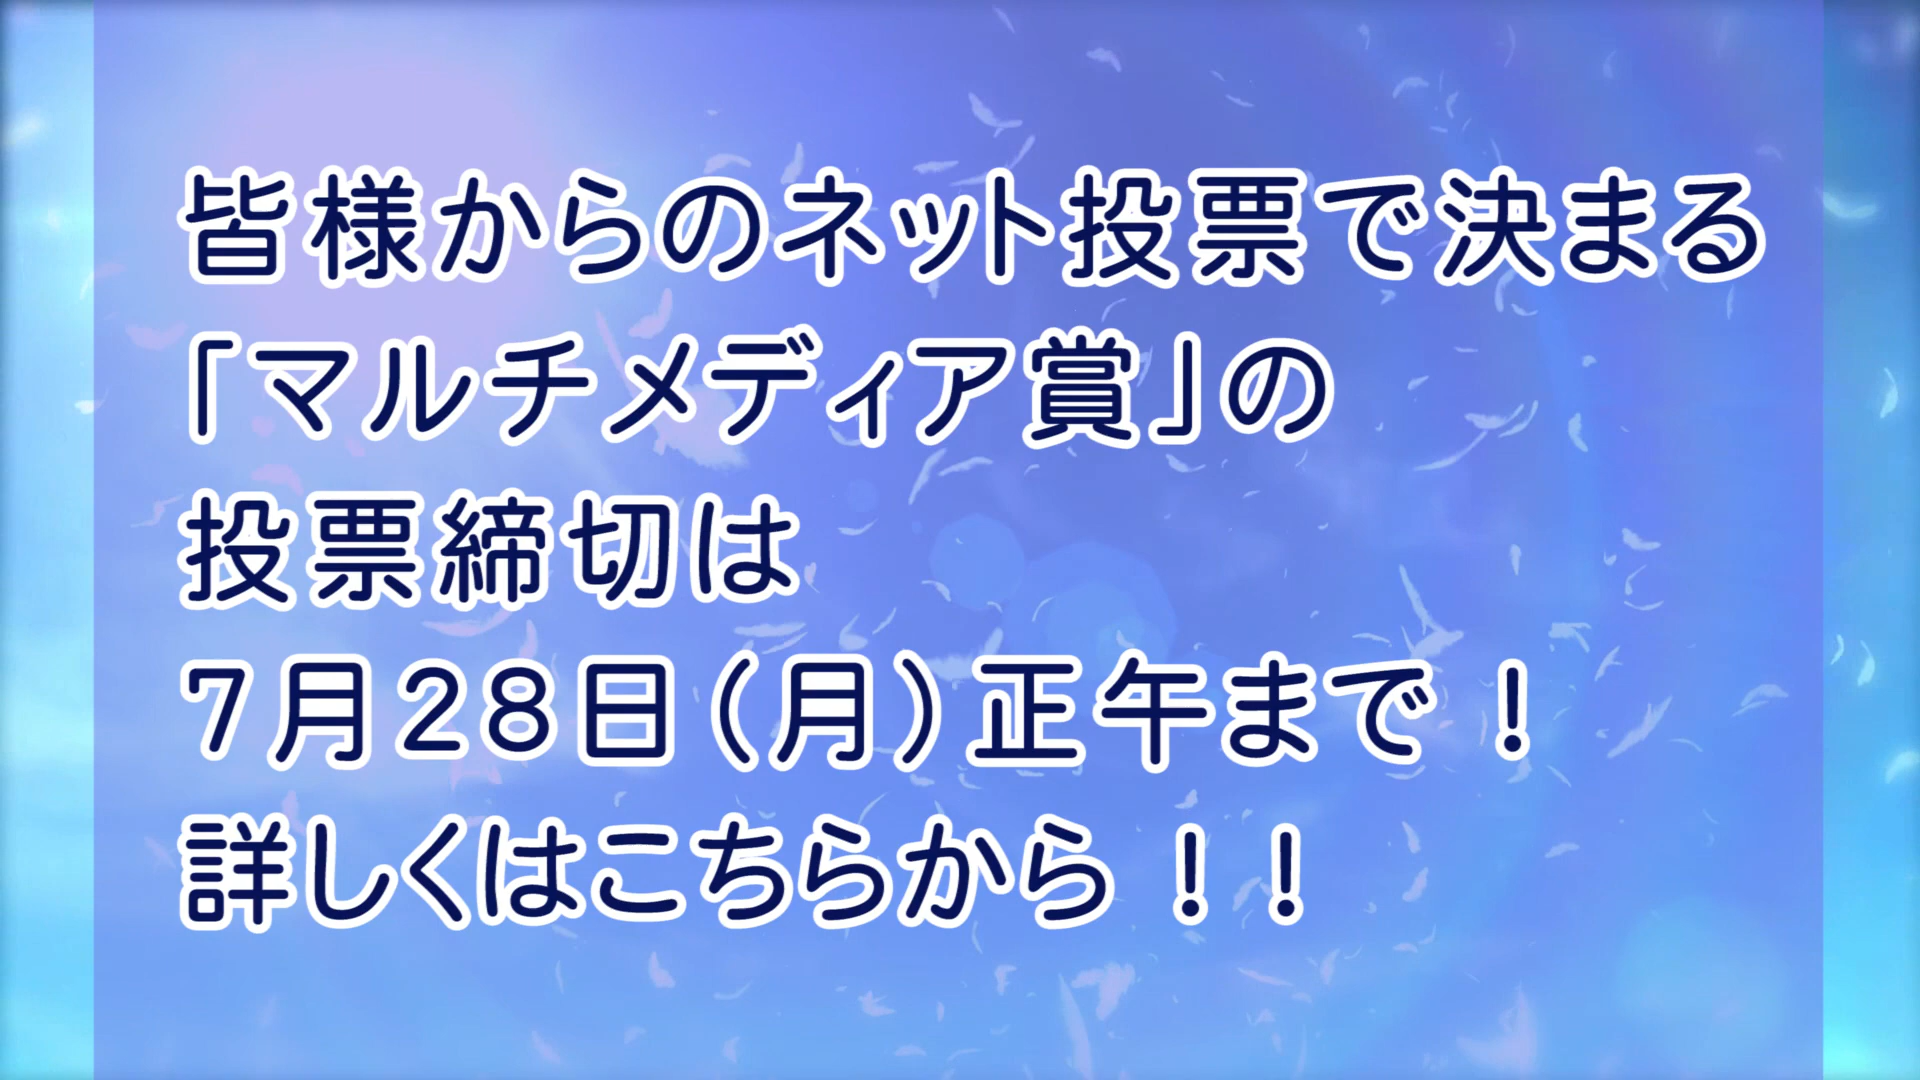 皆様からのネット投票で決まる
「マルチメディア賞」の
投票締切は
7月28日(月)正午まで!
詳しくはこちらから!!